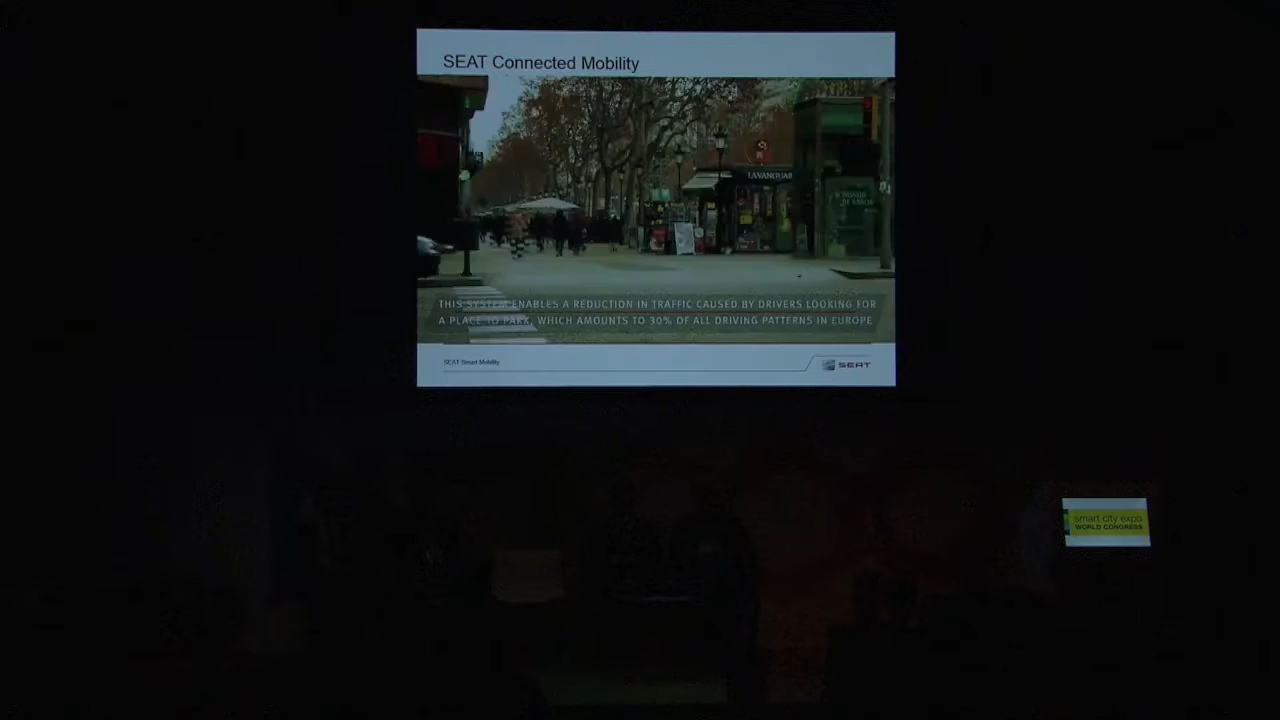 SEAT Connected Mobility
LAVANGUAR
THIS SYSTEM ENABLES A REDUCTION IN TRAFFIC CAUSED BY DRIVERS LOOKING FOR
A PLACE TO PARK, WHICH AMOUNTS TO 30% OF ALL DRIVING PATTERNS IN EUROPE
SEAT Smart Mobility
SEAT
smart city expo
WORLD CONGRESS